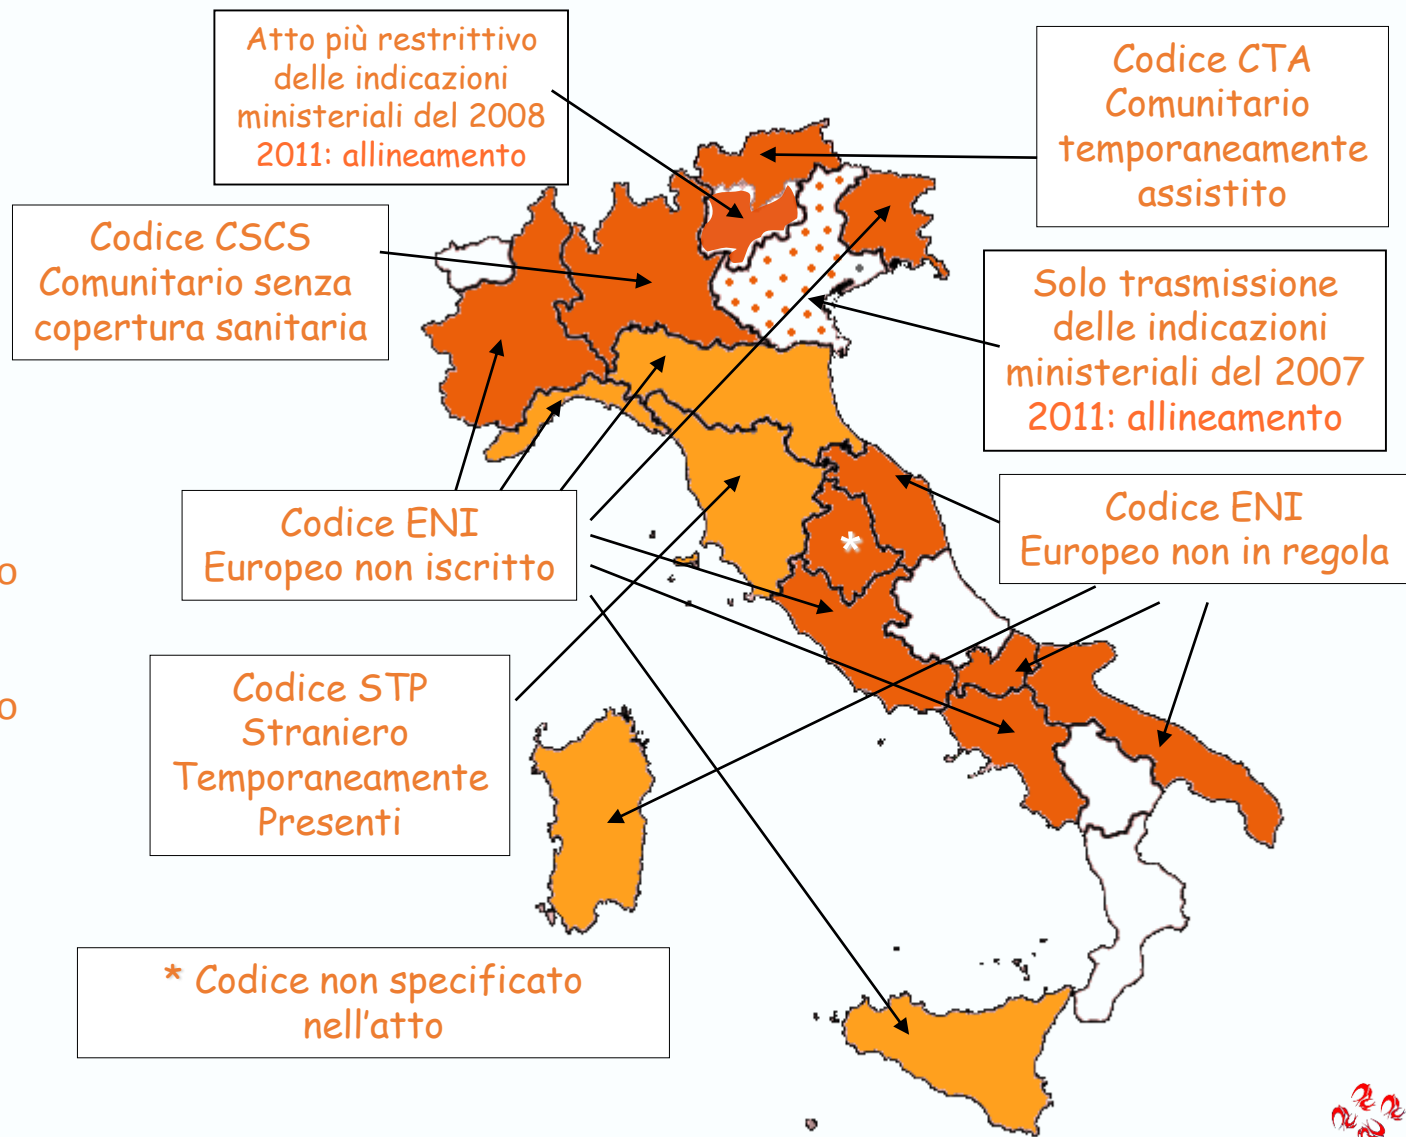 Atto più restrittivo
delle indicazioni
ministeriali del 2008
2011: allineamento
Codice CTA
Comunitario
temporaneamente
assistito
Codice CSCS
Comunitario senza
copertura sanitaria
Solo trasmissione
delle indicazioni
ministeriali del 2007
2011: allineamento
Codice ENI
Europeo non iscritto
Codice ENI
Europeo non in regola
*
o
o
Codice STP
Straniero
Temporaneamente
Presenti
* Codice non specificato
nell'atto